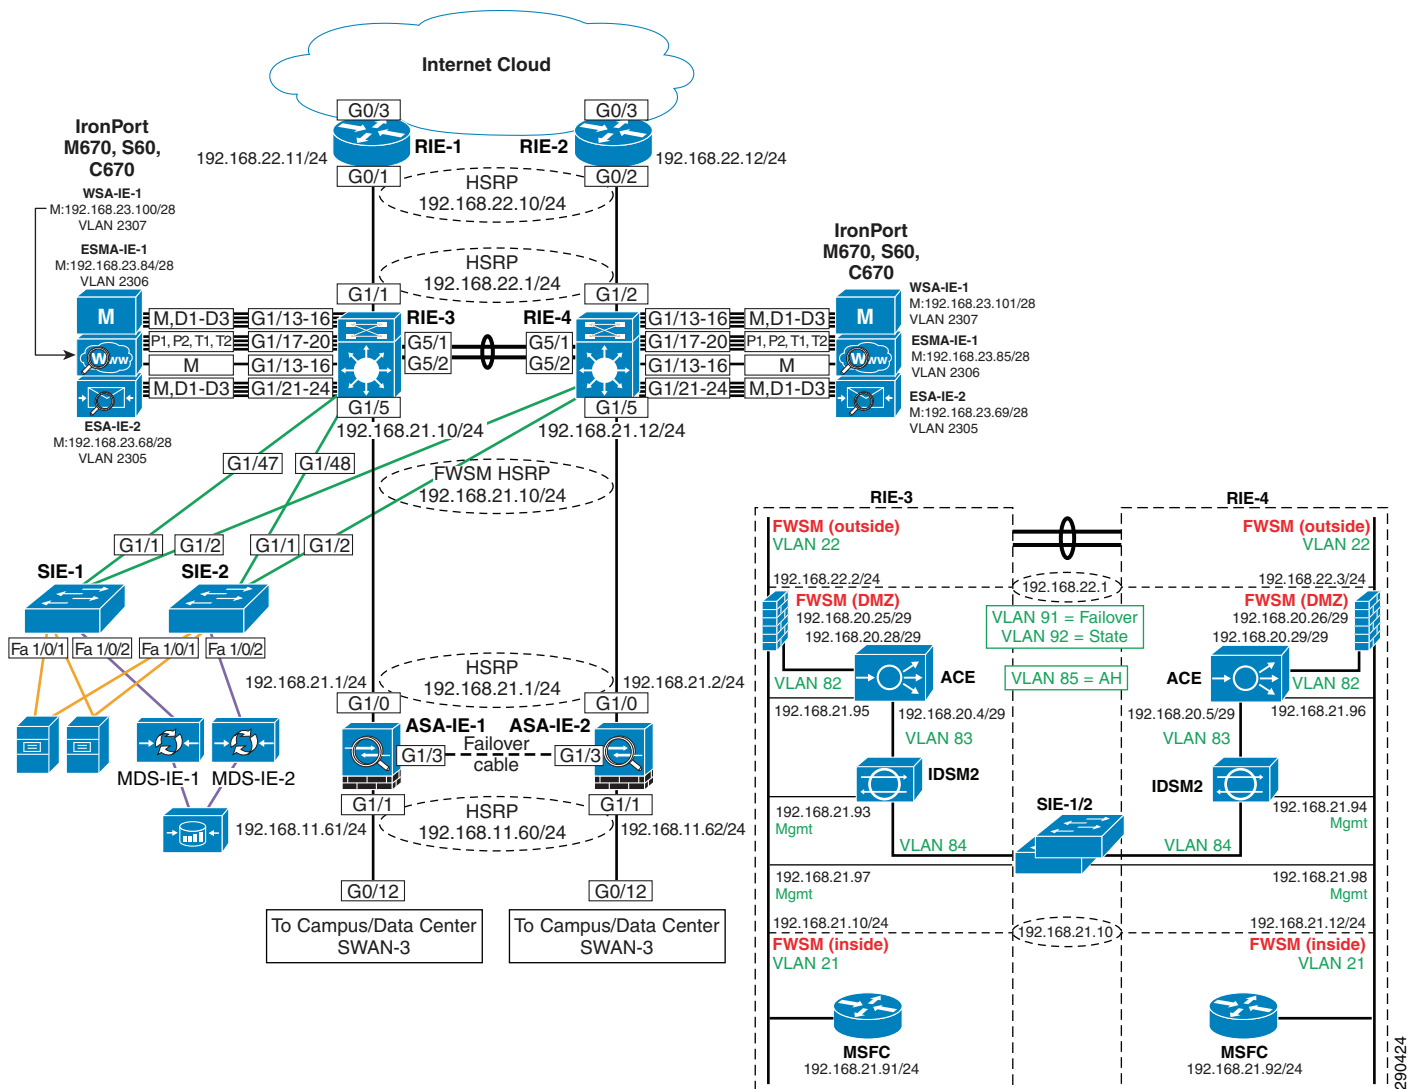 Internet Cloud
G0/3
G0/3
RIE-1
RIE-2
192.168.22.11/24
192.168.22.12/24
G0/1
G0/2
HSRP
192.168.22.10/24
HSRP
192.168.22.1/24
G1/1
G1/2
IronPort
M670, S60,
C670
WSA-IE-1
M:192.168.23.100/28
VLAN 2307
ESMA-IE-1
M:192.168.23.84/28
VLAN 2306
M
Www
ESA-IE-2
M:192.168.23.68/28
VLAN 2305
M,D1-D3
G1/13-16
P1, P2, T1, T2
G1/17-20
M
G1/13-16
M,D1-D3
G1/21-24
RIE-3
RIE-4
G5/1
G5/2
G5/1
G5/2
G1/13-16
M,D1-D3
G1/17-20
P1, P2, T1, T2
G1/13-16
M
G1/21-24
M,D1-D3
IronPort
M670, S60,
C670
M
Www
WSA-IE-1
M:192.168.23.101/28
VLAN 2307
ESMA-IE-1
M:192.168.23.85/28
VLAN 2306
ESA-IE-2
M:192.168.23.69/28
VLAN 2305
G1/5
G1/5
192.168.21.10/24
192.168.21.12/24
G1/47
G1/48
FWSM HSRP
192.168.21.10/24
G1/1
G1/2
G1/1
G1/2
SIE-1
SIE-2
Fa 1/0/1
Fa 1/0/2
Fa 1/0/1
Fa 1/0/2
MDS-IE-1
MDS-IE-2
192.168.21.1/24
HSRP
192.168.21.1/24
192.168.21.2/24
G1/0
G1/0
ASA-IE-1
ASA-IE-2
G1/3
Failover
cable
G1/3
G1/1
G1/1
192.168.11.61/24
HSRP
192.168.11.60/24
192.168.11.62/24
G0/12
G0/12
To Campus/Data Center
SWAN-3
To Campus/Data Center
SWAN-3
RIE-3
RIE-4
FWSM (outside)
VLAN 22
FWSM (outside)
VLAN 22
192.168.22.2/24
192.168.22.1
192.168.22.3/24
FWSM (DMZ)
192.168.20.25/29
192.168.20.28/29
VLAN 91 = Failover
VLAN 92 = State
VLAN 85 = AH
FWSM (DMZ)
192.168.20.26/29
192.168.20.29/29
ACE
ACE
VLAN 82
VLAN 82
192.168.21.95
192.168.20.4/29
192.168.20.5/29
192.168.21.96
VLAN 83
VLAN 83
IDSM2
IDSM2
192.168.21.93
Mgmt
SIE-1/2
192.168.21.94
Mgmt
VLAN 84
VLAN 84
192.168.21.97
Mgmt
192.168.21.98
Mgmt
192.168.21.10/24
192.168.21.10
192.168.21.12/24
FWSM (inside)
VLAN 21
FWSM (inside)
VLAN 21
MSFC
192.168.21.91/24
MSFC
192.168.21.92/24
290424